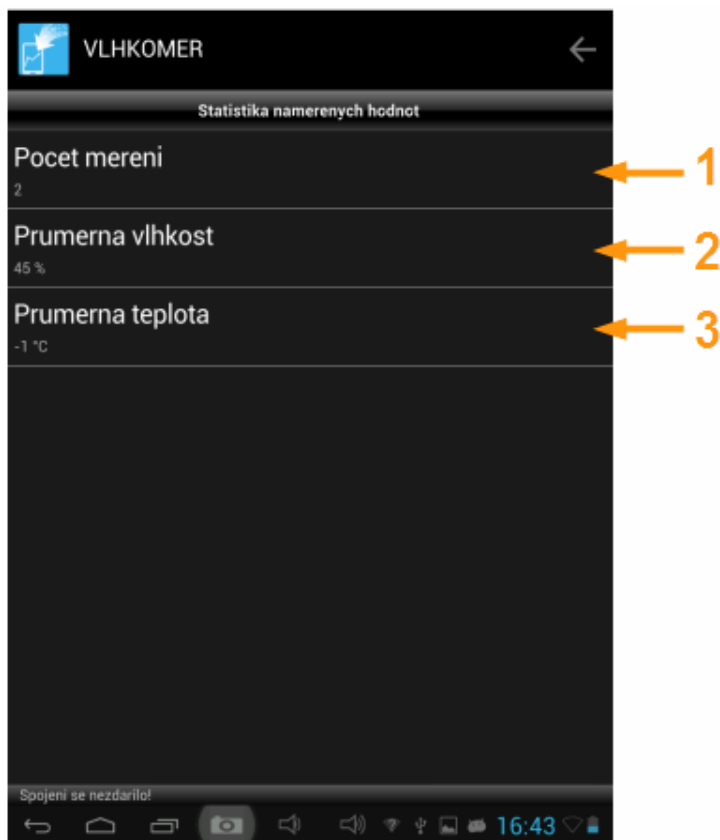 VLHKOMER
Statistika namerenych hodnot
Pocet mereni
1
2
Prumerna vlhkost
2
45 %
Prumerna teplota
3
-1 °C
Spojeni se nezdarilo!
16:43